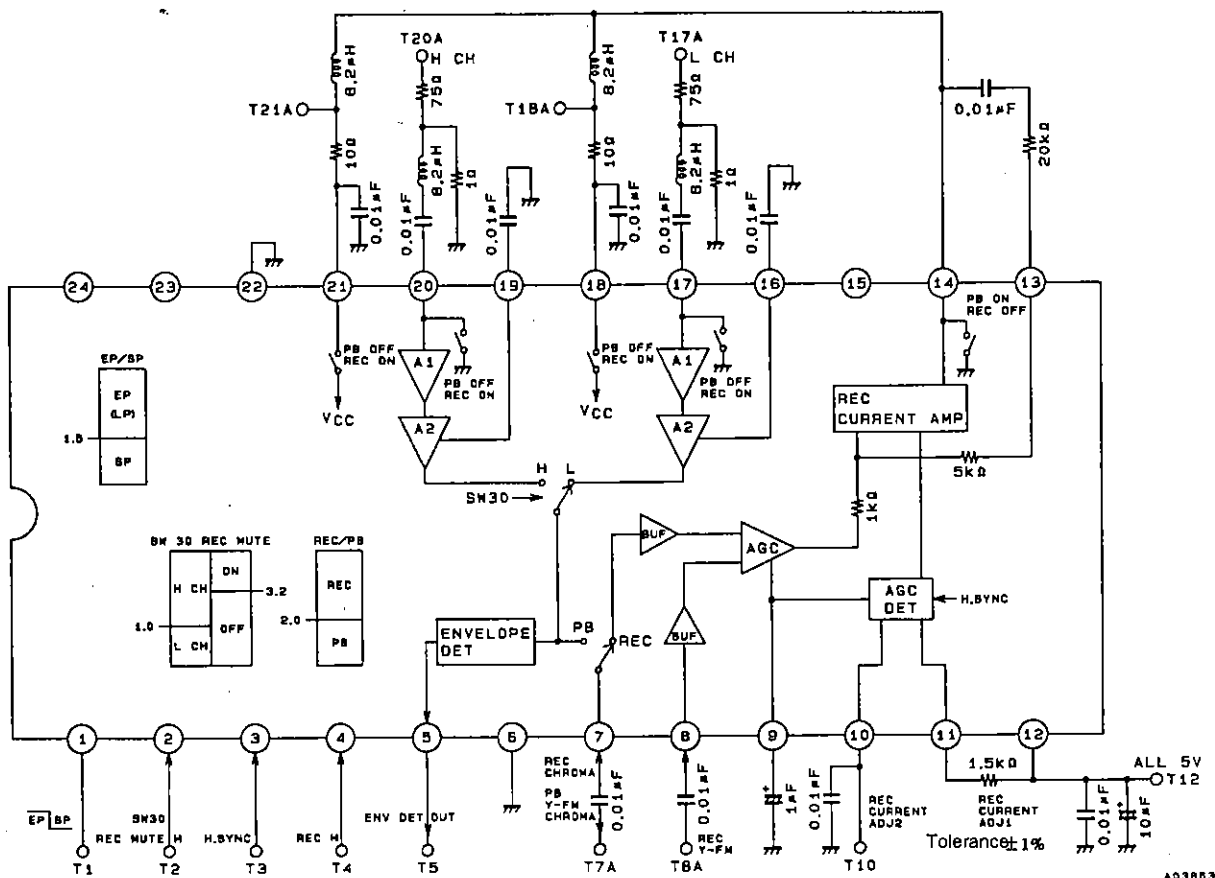 T20A
H CH
T17A
L CH
8.2µH
75Ω
8.2µH
75Ω
T21A
T18A
0.01µF
20kΩ
10Ω
8.2µH
1Ω
10Ω
8.2µH
1Ω
0.01µF
0.01µF
0.01µF
0.01µF
0.01µF
0.01µF
24
23
22
21
20
19
18
17
16
15
14
13
PB ON
REC OFF
EP/SP
EP
(LP)
1.5
SP
PB OFF
REC ON
VCC
A1
PB OFF
REC ON
A2
PB OFF
REC ON
VCC
A1
PB OFF
REC ON
A2
REC
CURRENT AMP
5kΩ
1kΩ
H
L
SW30
SW 30 REC MUTE
H CH
ON
3.2
1.0
L CH
OFF
REC/PB
REC
2.0
PB
BUF
AGC
AGC
DET
H.SYNC
BUF
ENVELOPE
DET
PB
REC
1
2
3
4
5
6
7
8
9
10
11
12
EP SP
T1
SW30
REC MUTE H
T2
H.SYNC
T3
REC H
T4
ENV DET OUT
T5
REC
CHROMA
PB
Y-FM
CHROMA
0.01µF
T7A
0.01µF
REC
Y-FM
T8A
1µF
0.01µF
REC
CURRENT
ADJ2
T10
1.5kΩ
REC
CURRENT
ADJ1
Tolerance±1%
ALL 5V
T12
0.01µF
10µF
A03853